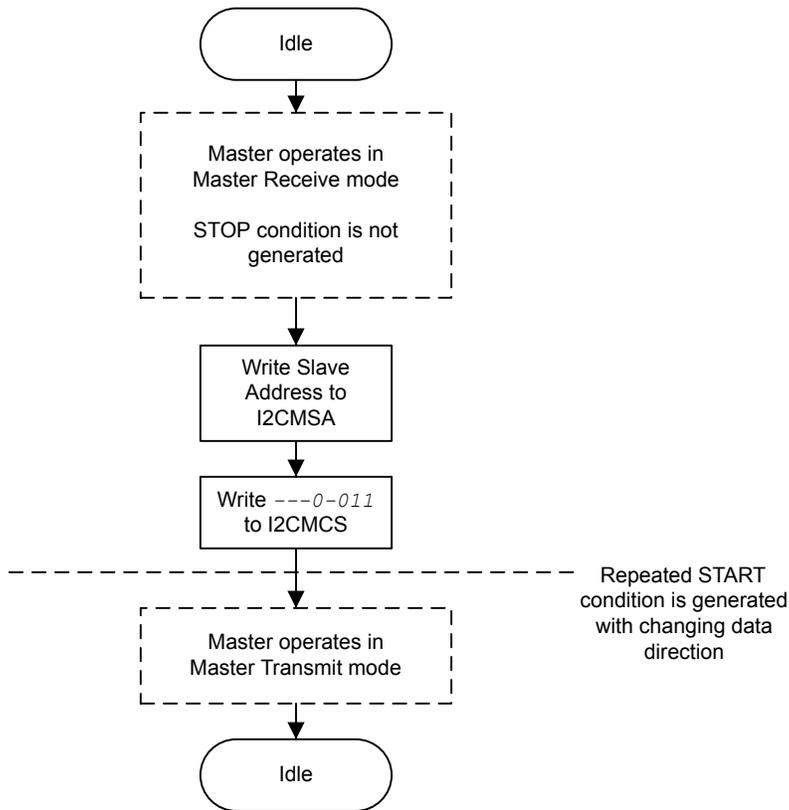 Idle
Master operates in
Master Receive mode
STOP condition is not
generated
Write Slave
Address to
I2CMSA
Write ---0-011
to I2CMCS
Repeated START
condition is generated
with changing data
direction
Master operates in
Master Transmit mode
Idle